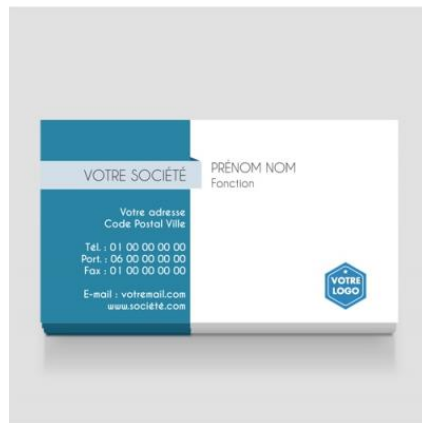 VOTRE SOCIÉTÉ
Votre adresse
Code Postal Ville
Tél. : 01 00 00 00 00
Port. : 06 00 00 00 00
Fax : 01 00 00 00 00
E-mail : votremail.com
www.société.com
PRÉNOM NOM
Fonction
VOTRE
LOGO